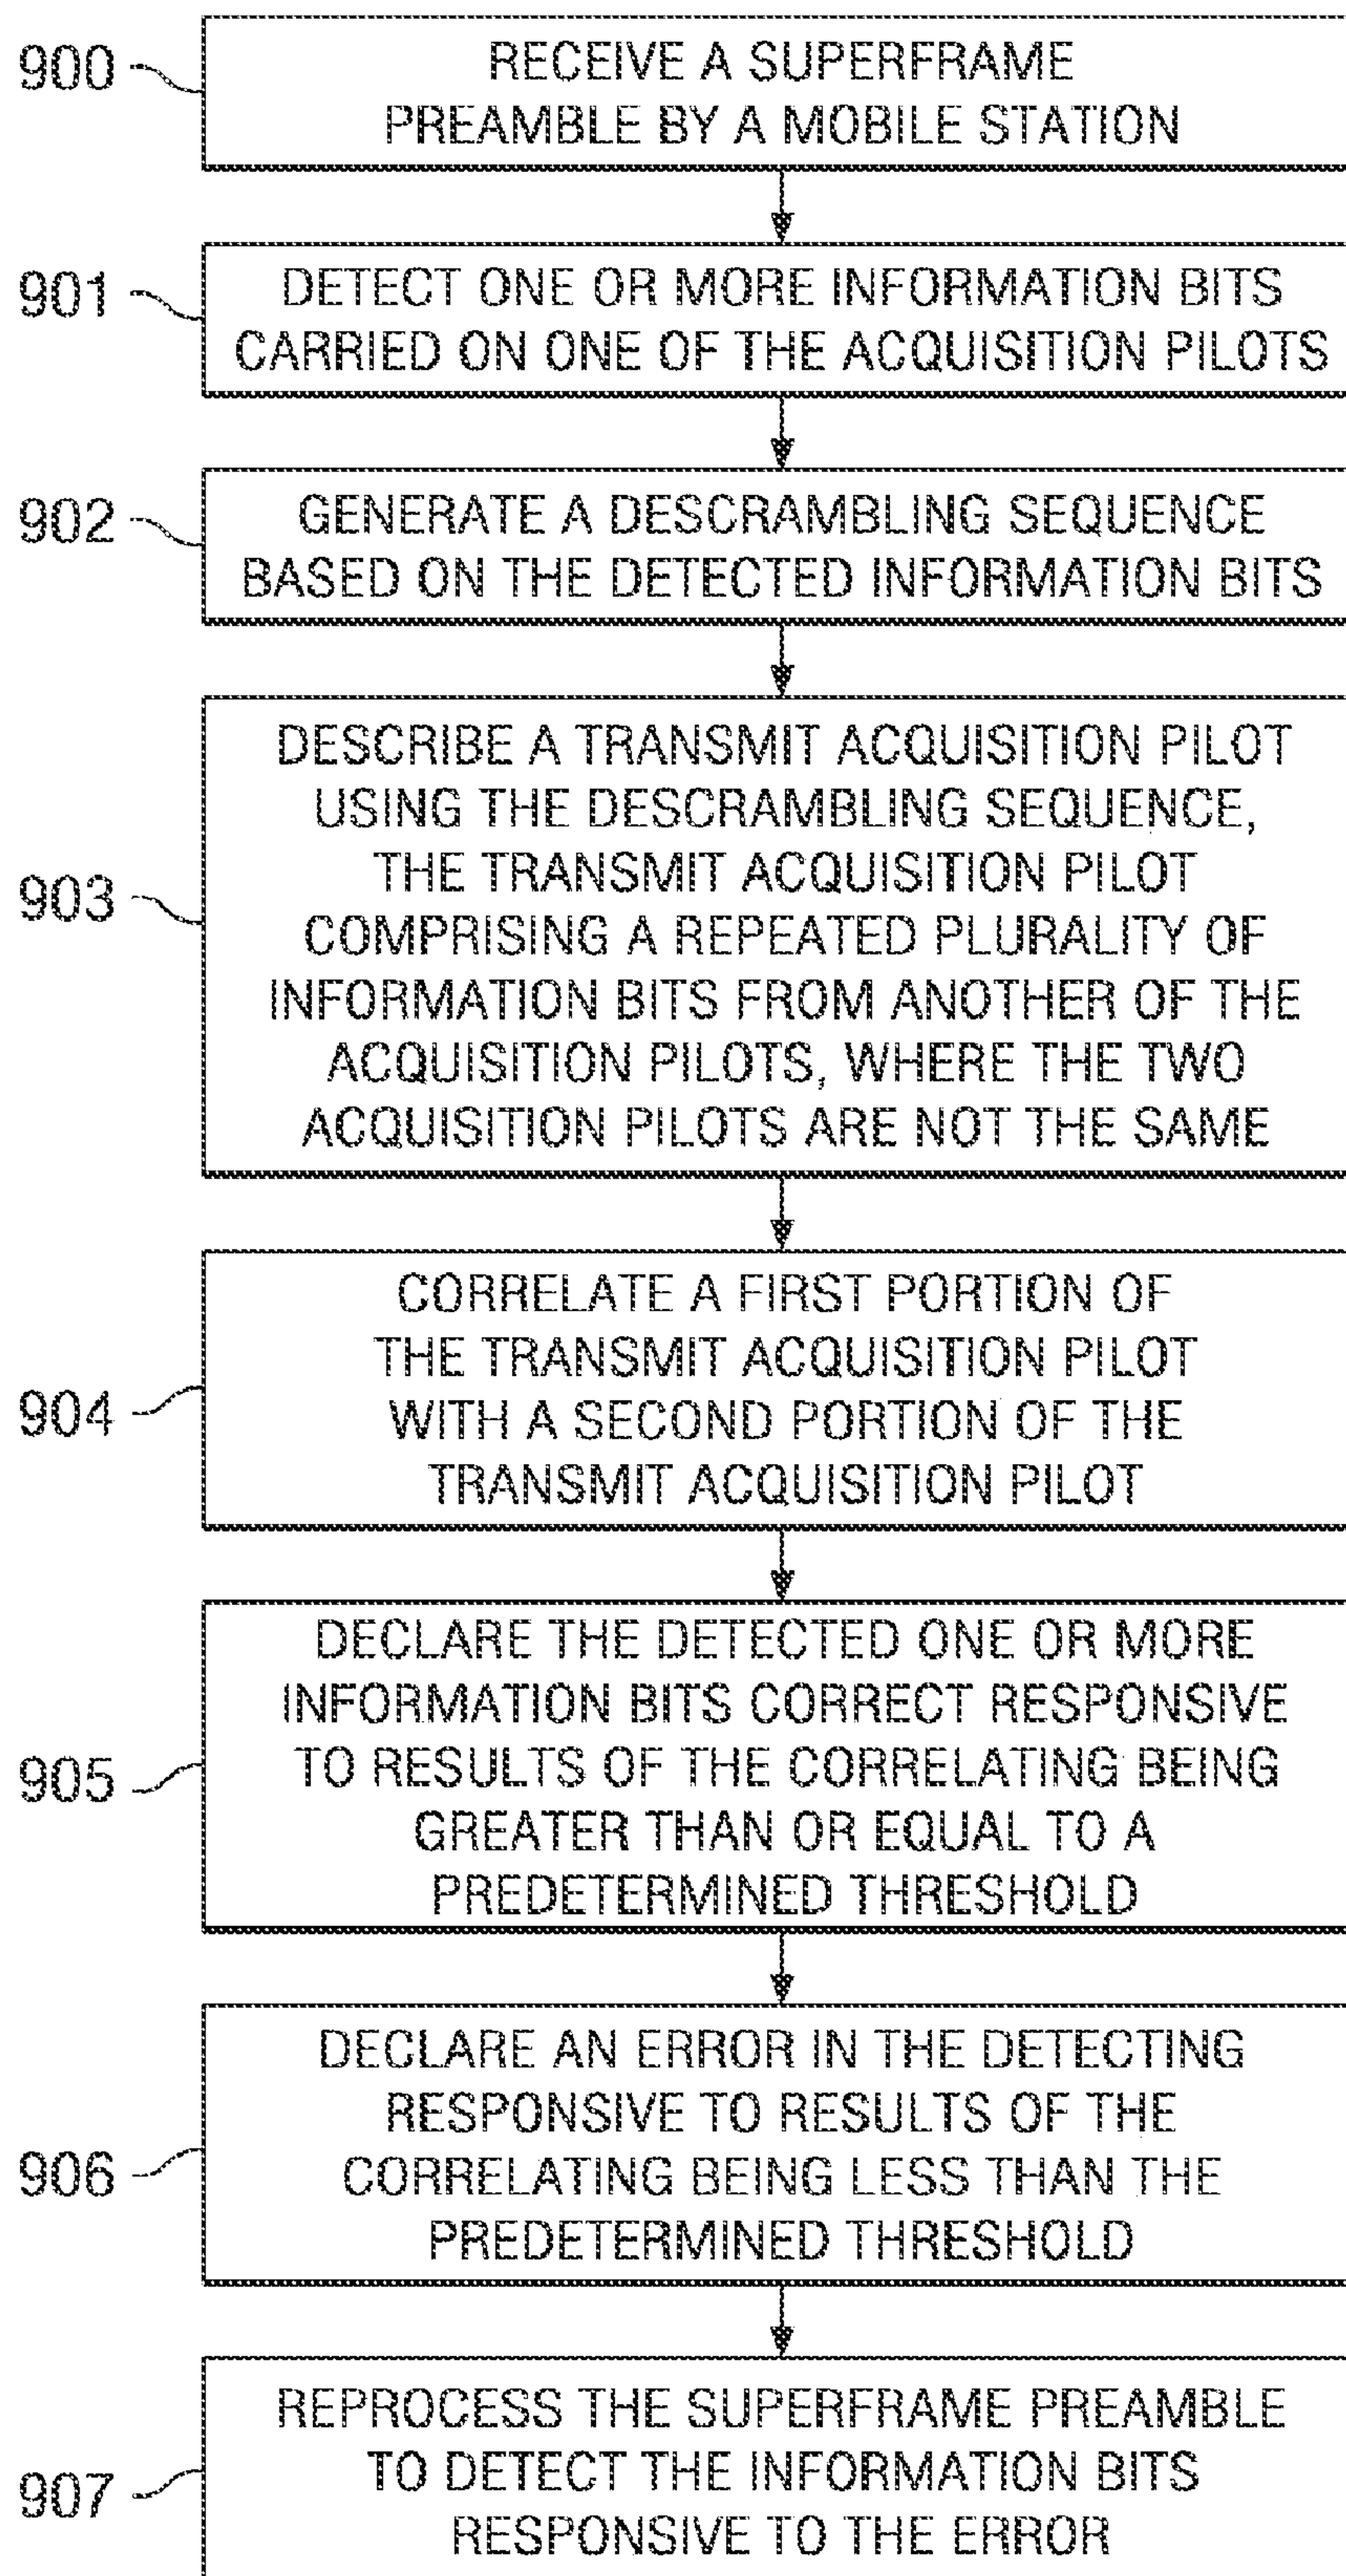 900
RECEIVE A SUPERFRAME
PREAMBLE BY A MOBILE STATION
901
DETECT ONE OR MORE INFORMATION BITS
CARRIED ON ONE OF THE ACQUISITION PILOTS
902
GENERATE A DESCRAMBLING SEQUENCE
BASED ON THE DETECTED INFORMATION BITS
903
DESCRIBE A TRANSMIT ACQUISITION PILOT
USING THE DESCRAMBLING SEQUENCE,
THE TRANSMIT ACQUISITION PILOT
COMPRISING A REPEATED PLURALITY OF
INFORMATION BITS FROM ANOTHER OF THE
ACQUISITION PILOTS, WHERE THE TWO
ACQUISITION PILOTS ARE NOT THE SAME
904
CORRELATE A FIRST PORTION OF
THE TRANSMIT ACQUISITION PILOT
WITH A SECOND PORTION OF THE
TRANSMIT ACQUISITION PILOT
905
DECLARE THE DETECTED ONE OR MORE
INFORMATION BITS CORRECT RESPONSIVE
TO RESULTS OF THE CORRELATING BEING
GREATER THAN OR EQUAL TO A
PREDETERMINED THRESHOLD
906
DECLARE AN ERROR IN THE DETECTING
RESPONSIVE TO RESULTS OF THE
CORRELATING BEING LESS THAN THE
PREDETERMINED THRESHOLD
907
REPROCESS THE SUPERFRAME PREAMBLE
TO DETECT THE INFORMATION BITS
RESPONSIVE TO THE ERROR